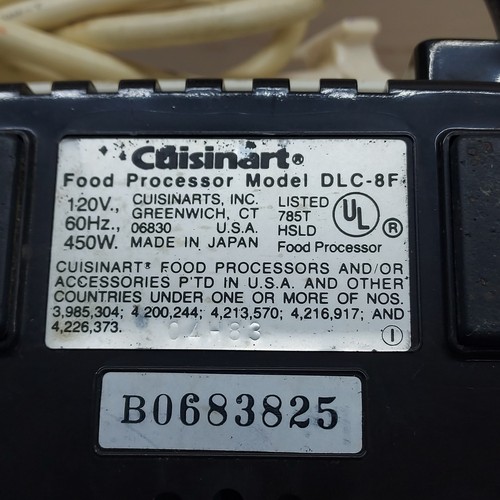 Cuisinart®
Food Processor Model DLC-8F
120V., CUISINARTS, INC. LISTED
60Hz., GREENWICH, CT 785T
450W. 06830 U.S.A. HSLD
MADE IN JAPAN Food Processor
UL ®
CUISINART® FOOD PROCESSORS AND/OR
ACCESSORIES P'TD IN U.S.A. AND OTHER
COUNTRIES UNDER ONE OR MORE OF NOS.
3,985,304; 4 200,244; 4,213,570; 4,216,917; AND
4,226,373. C4H83 I
B0683825